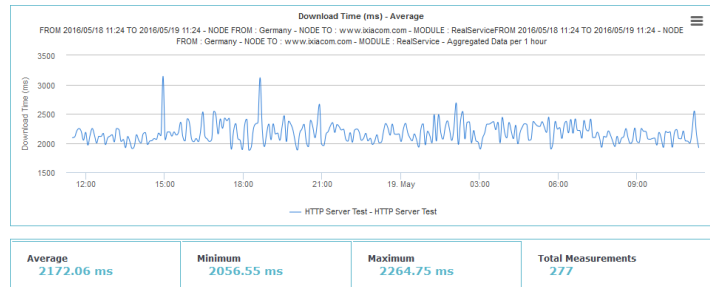 Download Time (ms) - Average
FROM 2016/05/18 11:24 TO 2016/05/19 11:24 - NODE FROM : Germany - NODE TO : www.ixiacom.com - MODULE : RealServiceFROM 2016/05/18 11:24 TO 2016/05/19 11:24 - NODE
FROM : Germany - NODE TO : www.ixiacom.com - MODULE : RealService - Aggregated Data per 1 hour
Download Time (ms)
3500
3000
2500
2000
1500
12:00 15:00 18:00 21:00 19. May 03:00 06:00 09:00
HTTP Server Test - HTTP Server Test
Average Minimum Maximum Total Measurements
2172.06 ms 2056.55 ms 2264.75 ms 277